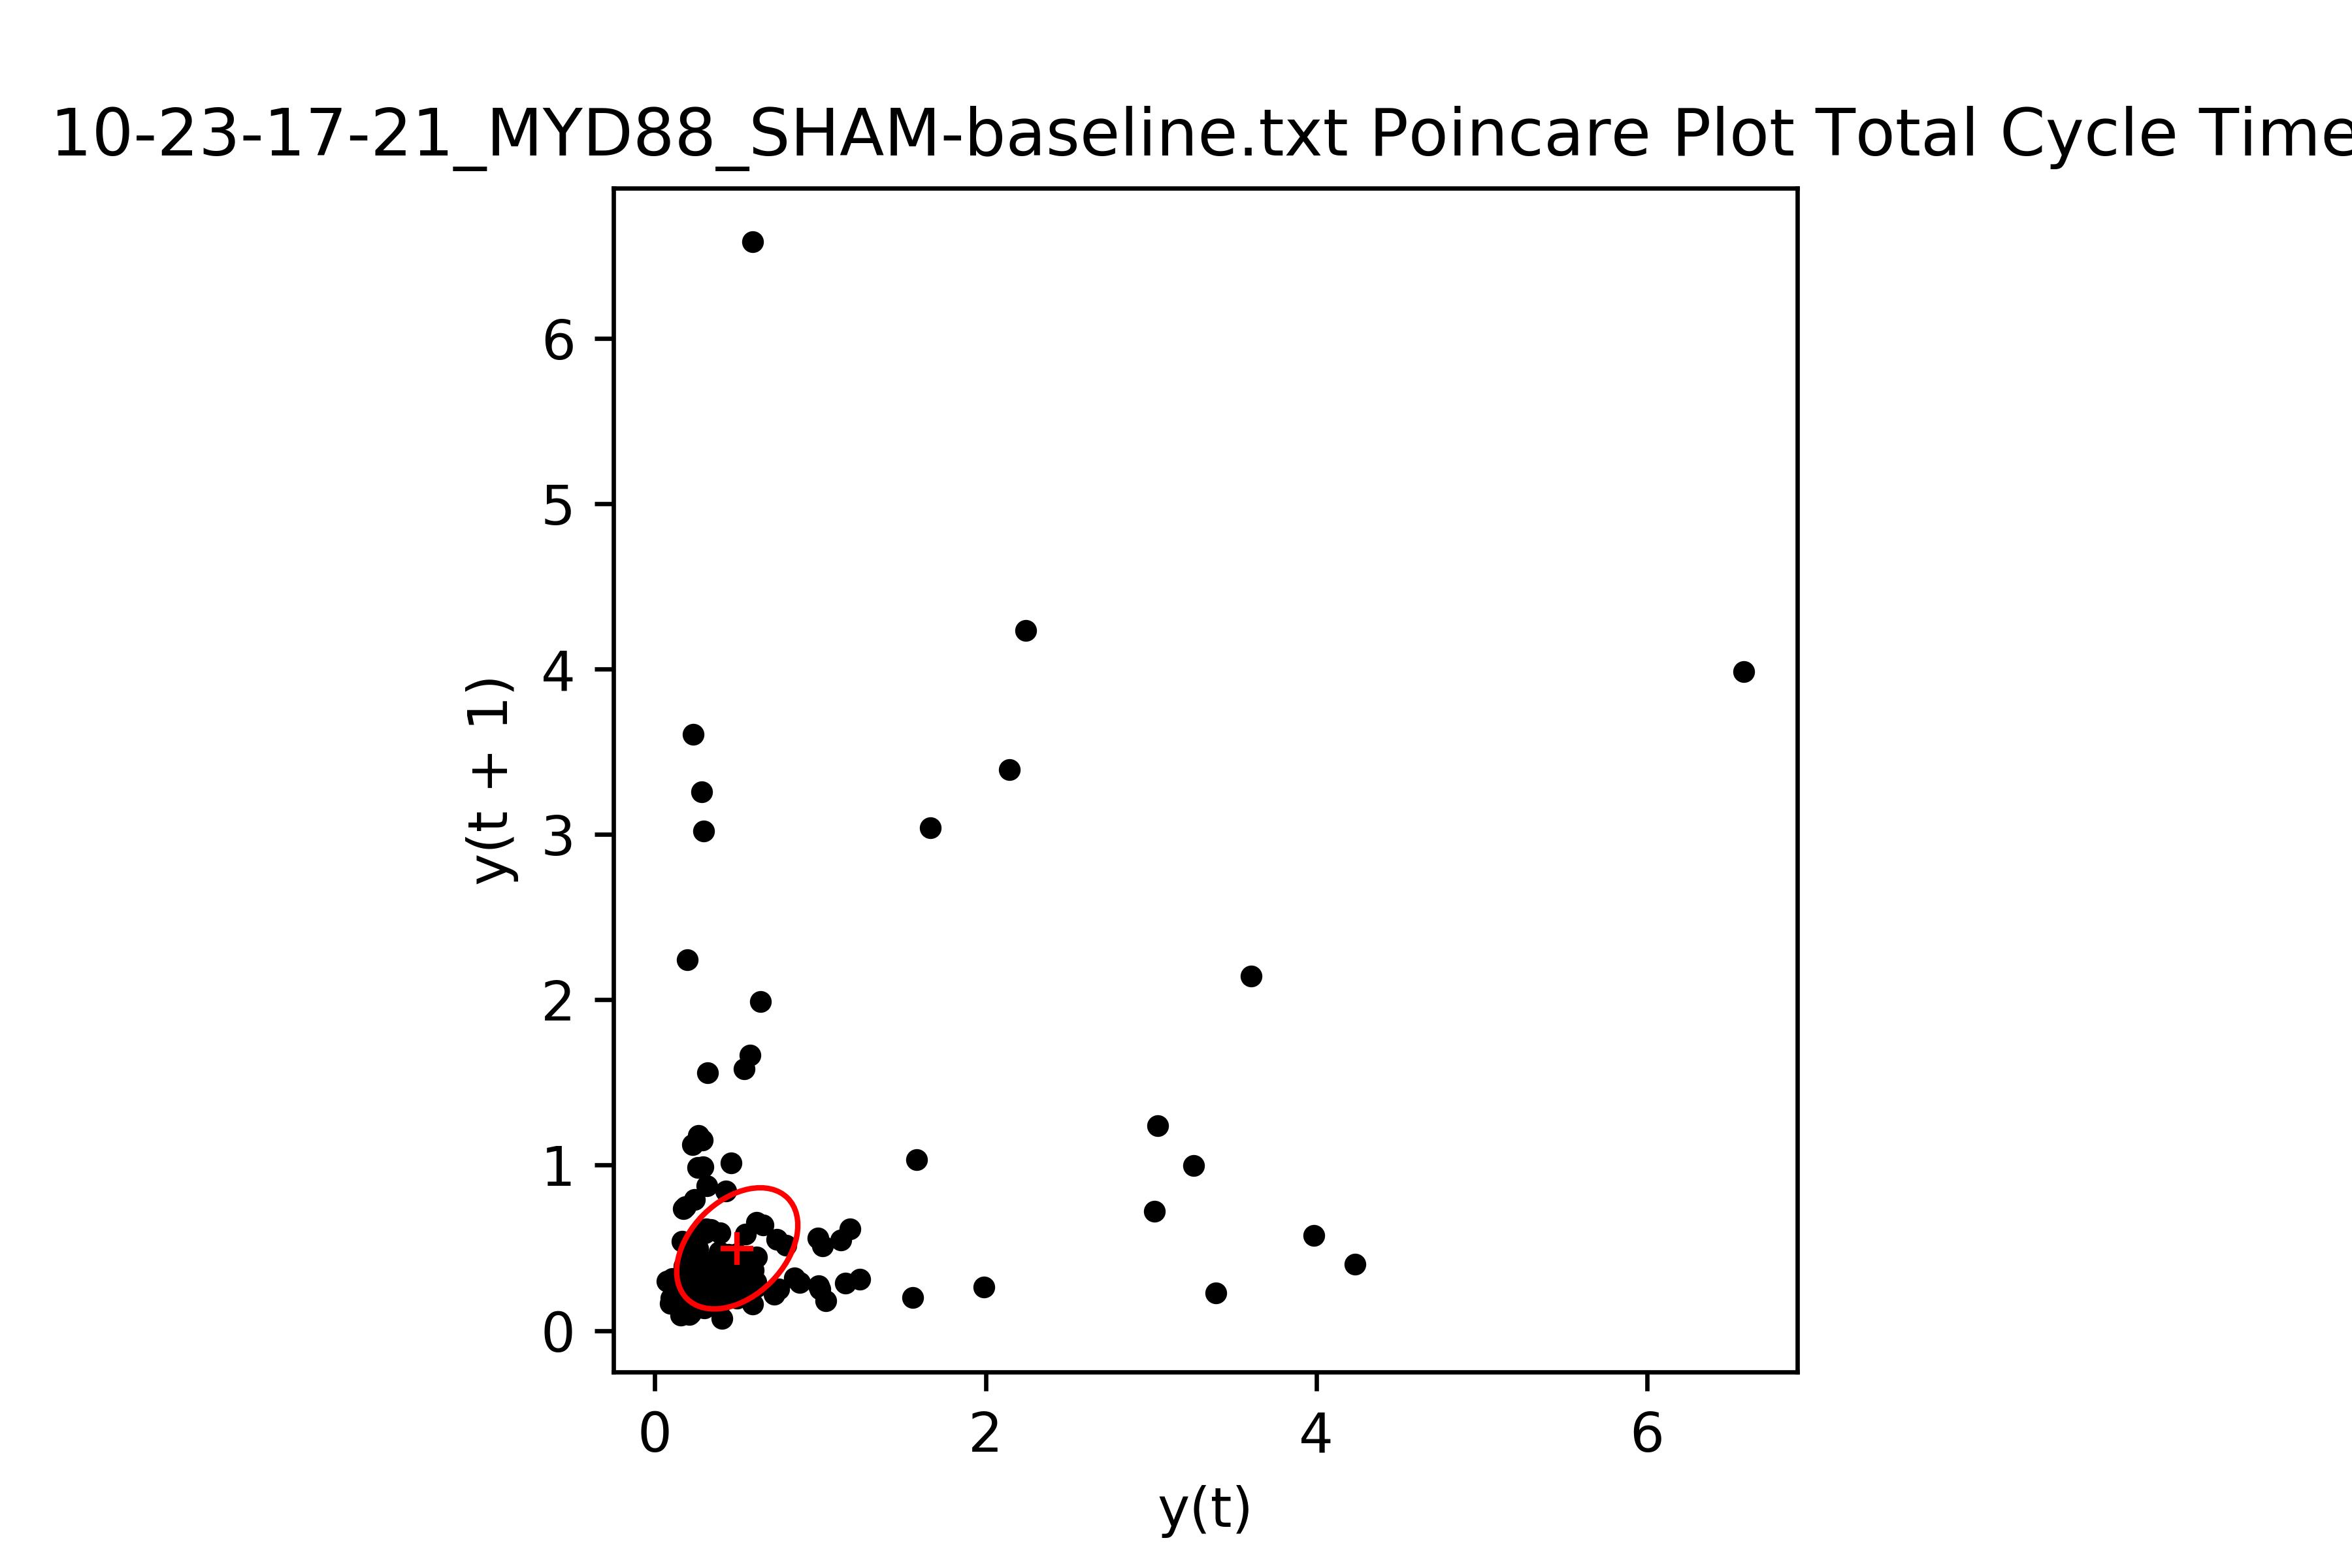 10-23-17-21_MYD88_SHAM-baseline.txt Poincare Plot Total Cycle Time
6
5
4
3
2
1
0
y(t + 1)
0 2 4 6
y(t)